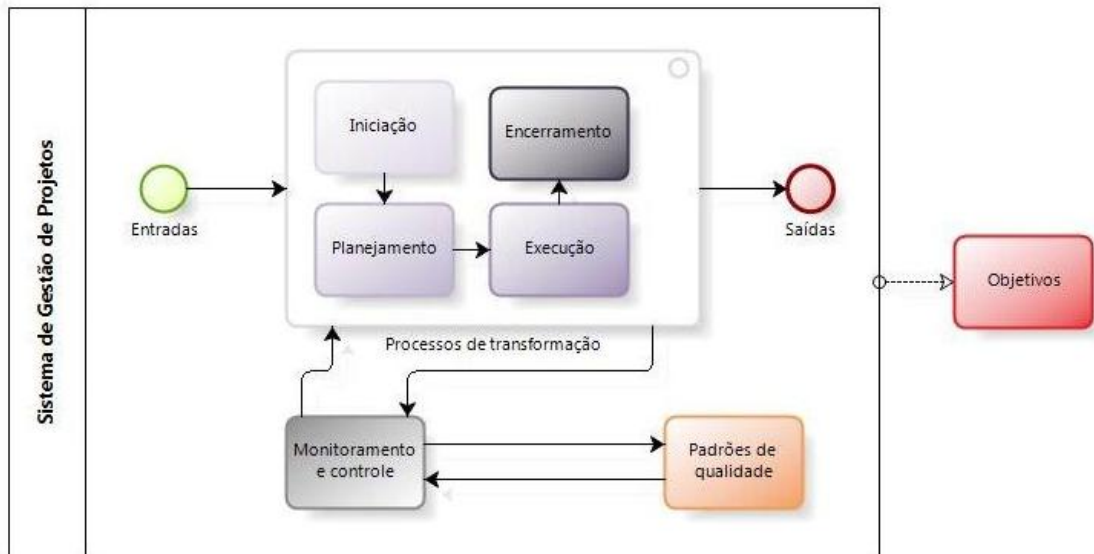 Sistema de Gestão de Projetos
Entradas
Iniciação
Encerramento
Planejamento
Execução
Saídas
Objetivos
Processos de transformação
Monitoramento
e controle
Padrões de
qualidade